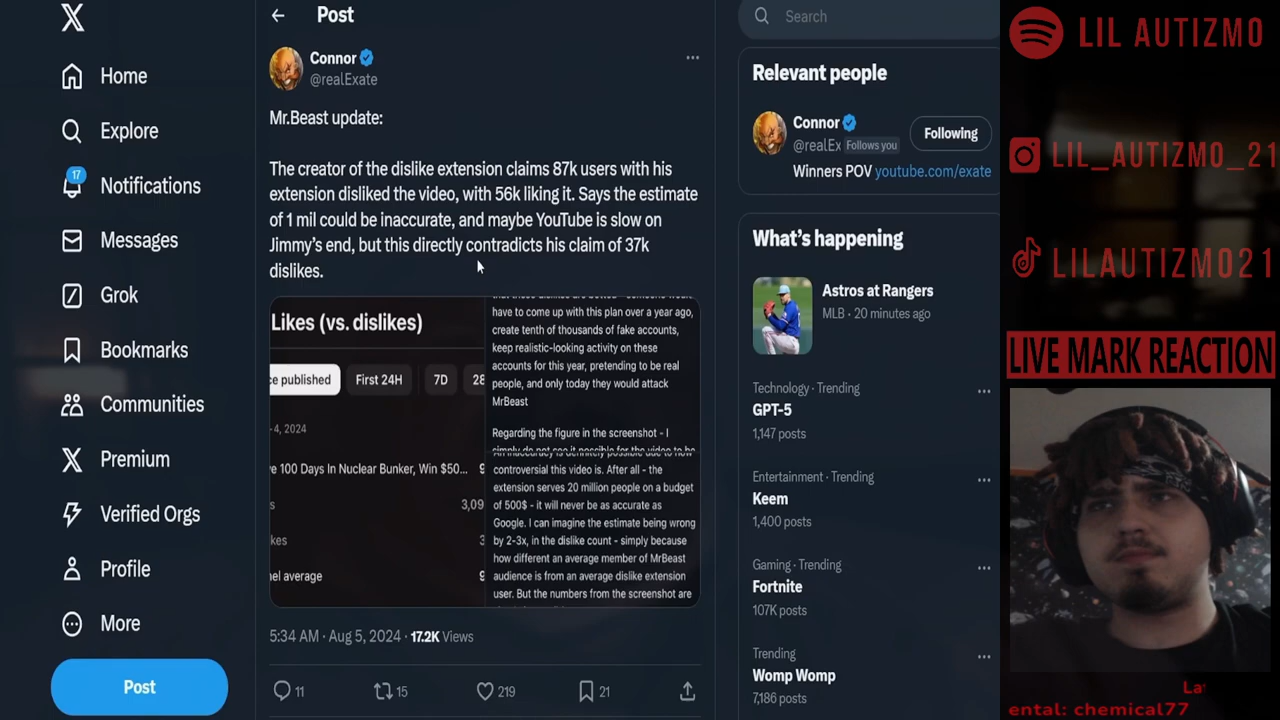 Home
Explore
17
Notifications
Messages
Grok
Bookmarks
Communities
Premium
Verified Orgs
Profile
More
Post
Post
Connor
@realExate
Mr.Beast update:
The creator of the dislike extension claims 87k users with his
extension disliked the video, with 56k liking it. Says the estimate
of 1 mil could be inaccurate, and maybe YouTube is slow on
Jimmy's end, but this directly contradicts his claim of 37k
dislikes.
Likes (vs. dislikes)
published
First 24H
7D
28
4, 2024
100 Days In Nuclear Bunker, Win $50...
3,09
have to come up with this plan over a year ago,
create tenth of thousands of fake accounts,
keep realistic-looking activity on these
accounts for this year, pretending to be real
people, and only today they would attack
MrBeast
Regarding the figure in the screenshot - I
simply do not see it possible for the mud to be
controversial this video is. After all - the
extension serves 20 million people on a budget
of 500$ - it will never be as accurate as
Google. I can imagine the estimate being wrong
by 2-3x, in the dislike count - simply because
how different an average member of MrBeast
audience is from an average dislike extension
user. But the numbers from the screenshot are
5:34 AM · Aug 5, 2024 · 17.2K Views
11
15
219
21
Search
Relevant people
Connor
@realEx Follows you
Following
Winners POV youtube.com/exate
What's happening
Astros at Rangers
MLB · 20 minutes ago
Technology · Trending
GPT-5
1,147 posts
Entertainment · Trending
Keem
1,400 posts
Gaming · Trending
Fortnite
107K posts
Trending
Womp Womp
7,186 posts
LIL AUTIZMO
LIL_AUTIZMO_21
LILAUTIZMO21
LIVE MARK REACTION
La
ental: chemical77